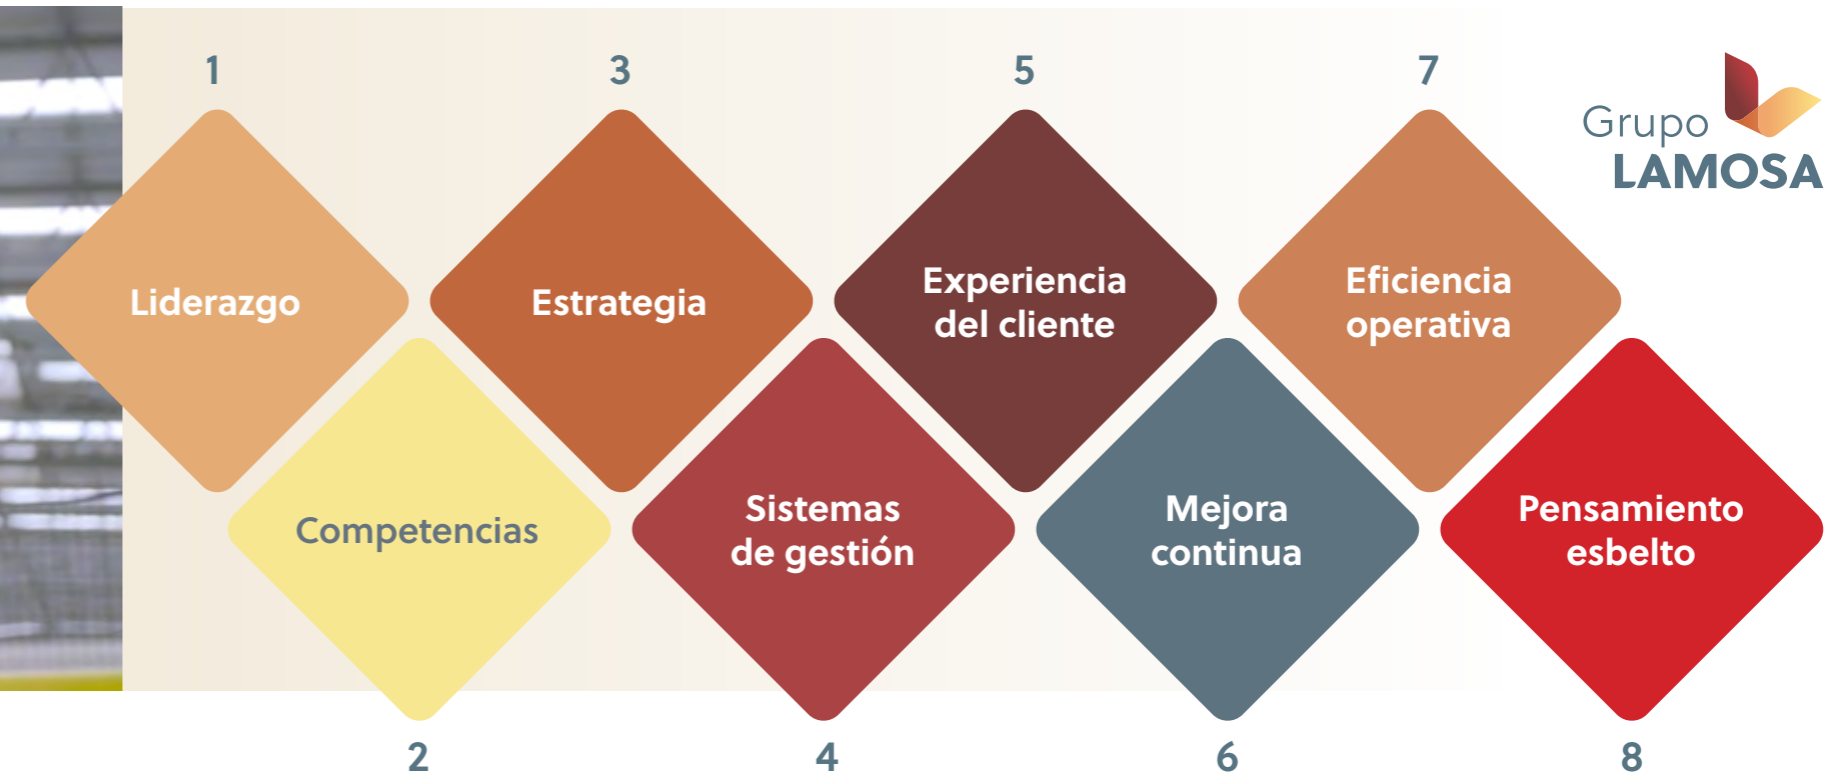 1
Liderazgo
2
Competencias
3
Estrategia
4
Sistemas
de gestión
5
Experiencia
del cliente
6
Mejora
continua
7
Eficiencia
operativa
8
Pensamiento
esbelto
Grupo
LAMOSA